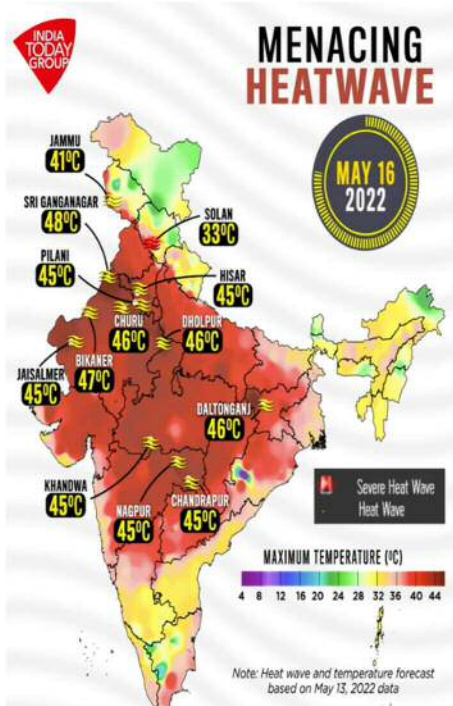 INDIA
TODAY
GROUP
MENACING
HEATWAVE
MAY 16
2022
JAMMU
41ºC
SRI GANGANAGAR
48ºC
SOLAN
33ºC
PILANI
45ºC
HISAR
45ºC
CHURU
46ºC
DHOLPUR
46ºC
BIKANER
47ºC
JAISALMER
45ºC
DALTONGANJ
46ºC
KHANDWA
45ºC
NAGPUR
45ºC
CHANDRAPUR
45ºC
Severe Heat Wave
Heat Wave
MAXIMUM TEMPERATURE (ºC)
4 8 12 16 20 24 28 32 36 40 44
Note: Heat wave and temperature forecast
based on May 13, 2022 data